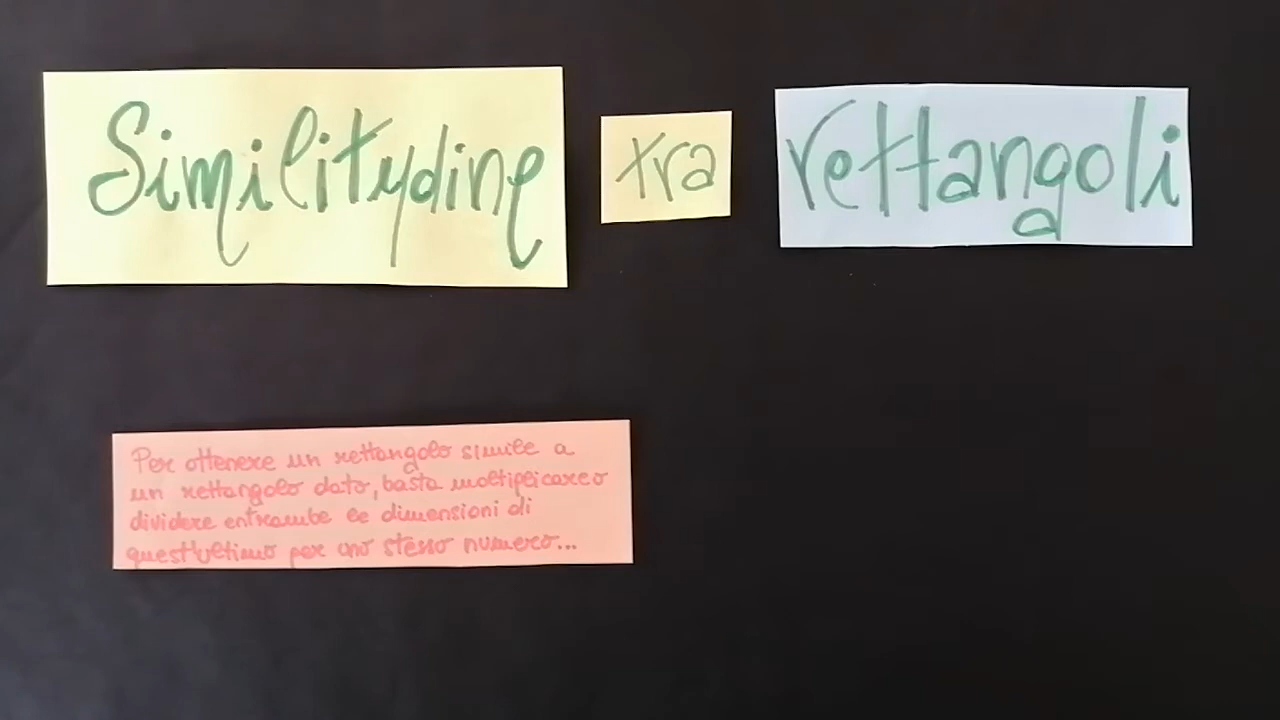 Similitudine tra rettangoli
Per ottenere un rettangolo simile a
un rettangolo dato, basta moltiplicare o
dividere entrambe le dimensioni di
quest'ultimo per uno stesso numero...